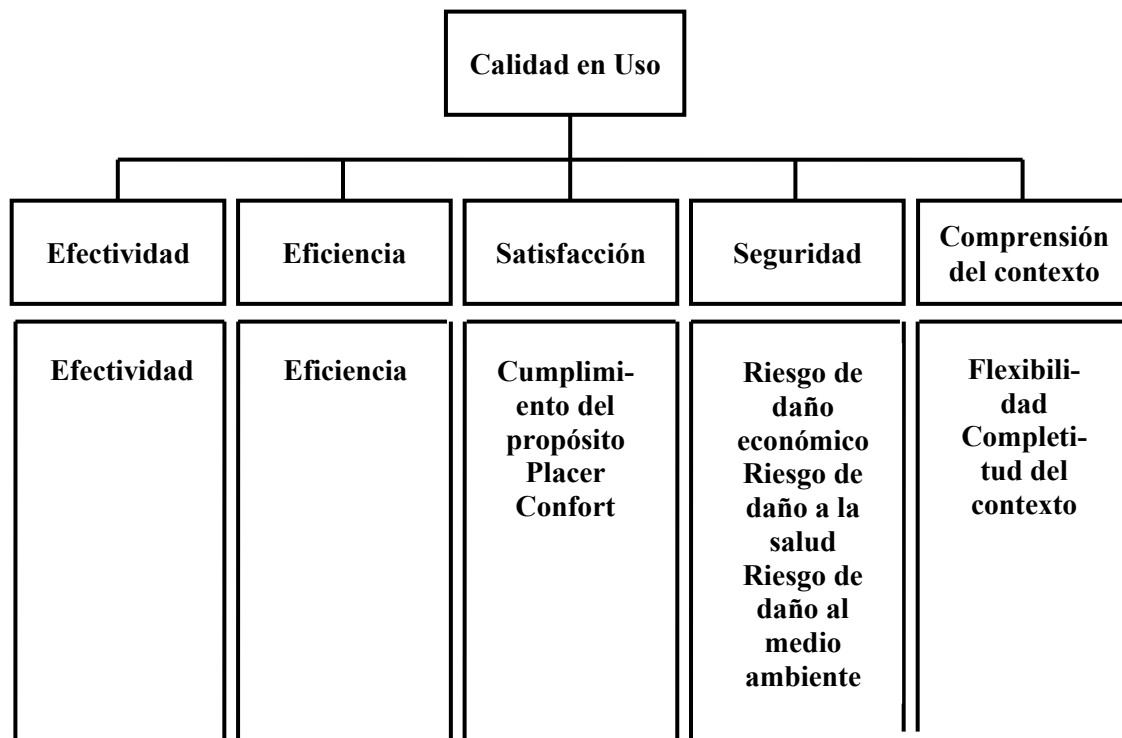 Calidad en Uso
Efectividad
Eficiencia
Satisfacción
Seguridad
Comprensión
del contexto
Efectividad
Eficiencia
Cumplimi-
ento del
propósito
Placer
Confort
Riesgo de
daño
económico
Riesgo de
daño a la
salud
Riesgo de
daño al
medio
ambiente
Flexibili-
dad
Completi-
tud del
contexto